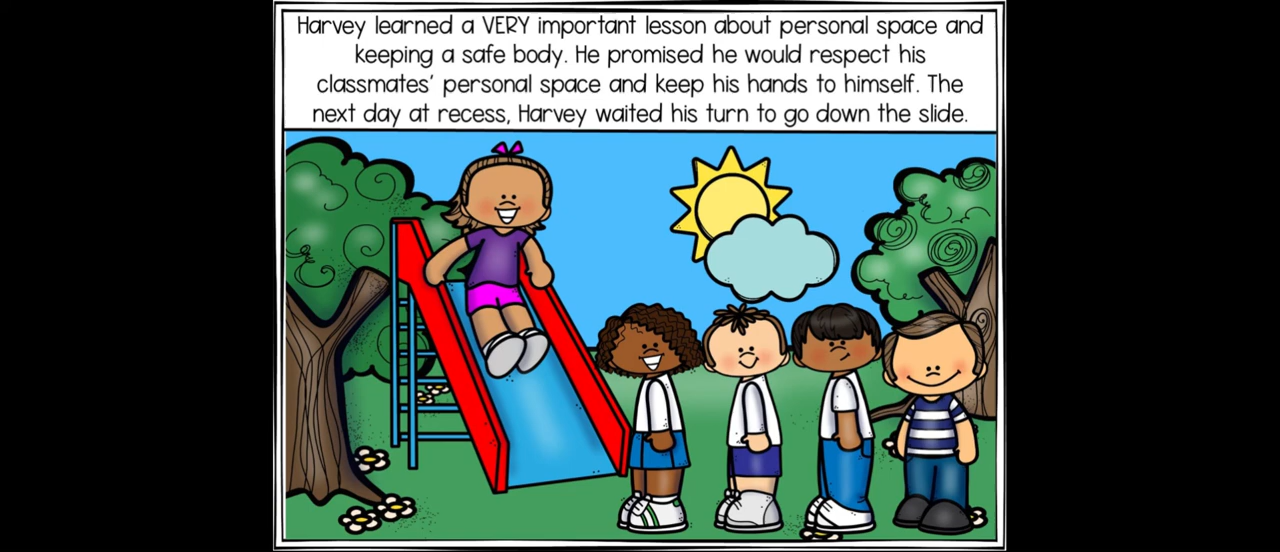 Harvey learned a VERY important lesson about personal space and
keeping a safe body. He promised he would respect his
classmates' personal space and keep his hands to himself. The
next day at recess, Harvey waited his turn to go down the slide.